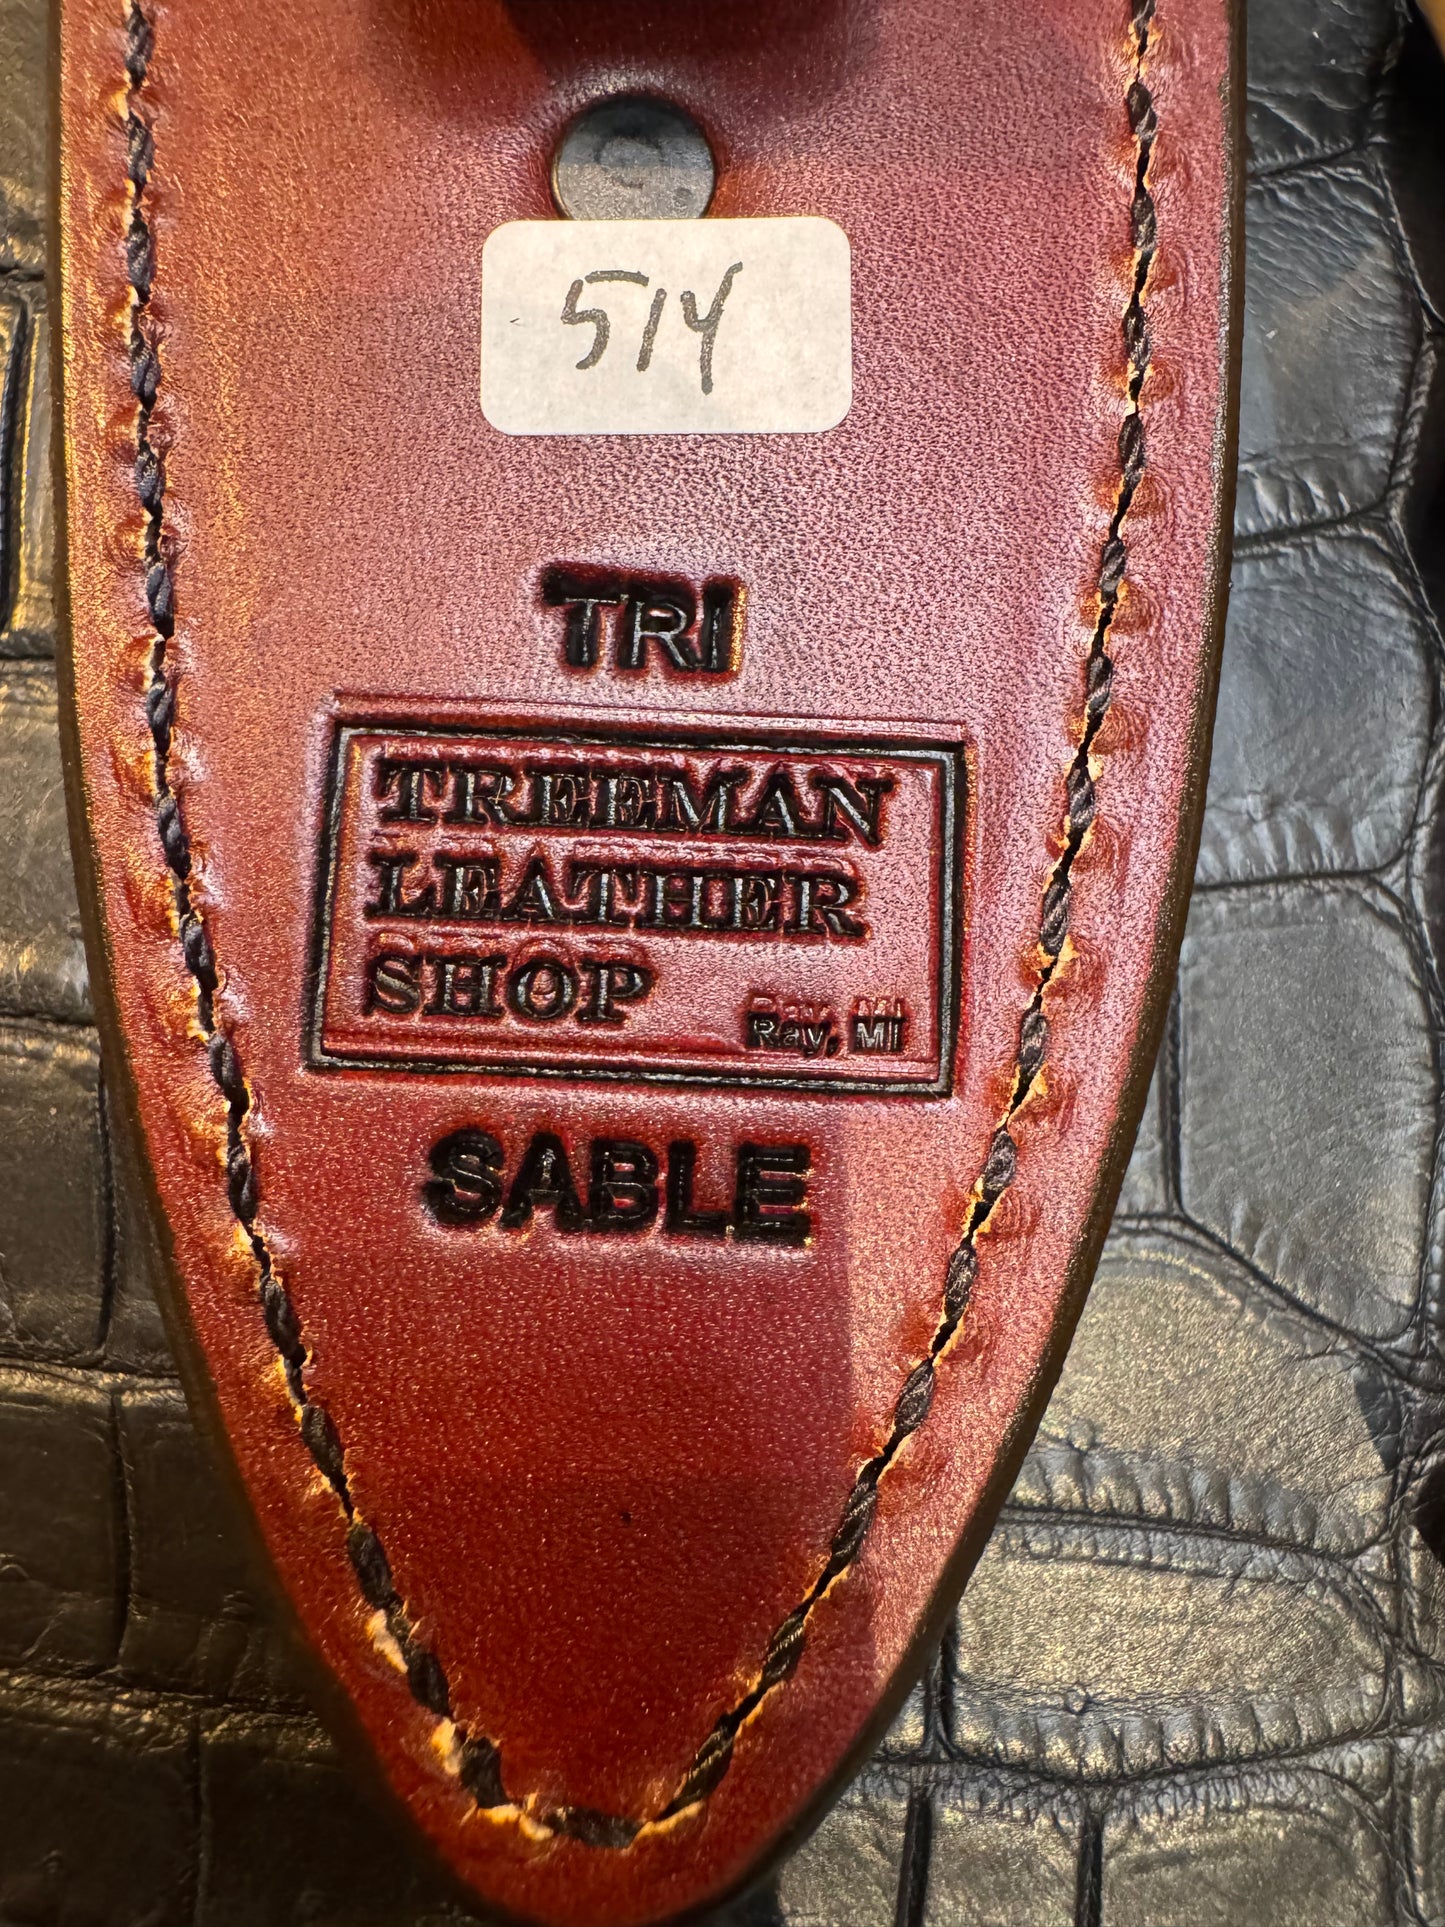 514
TRI
TREEMAN
LEATHER
SHOP
Ray, MI
SABLE